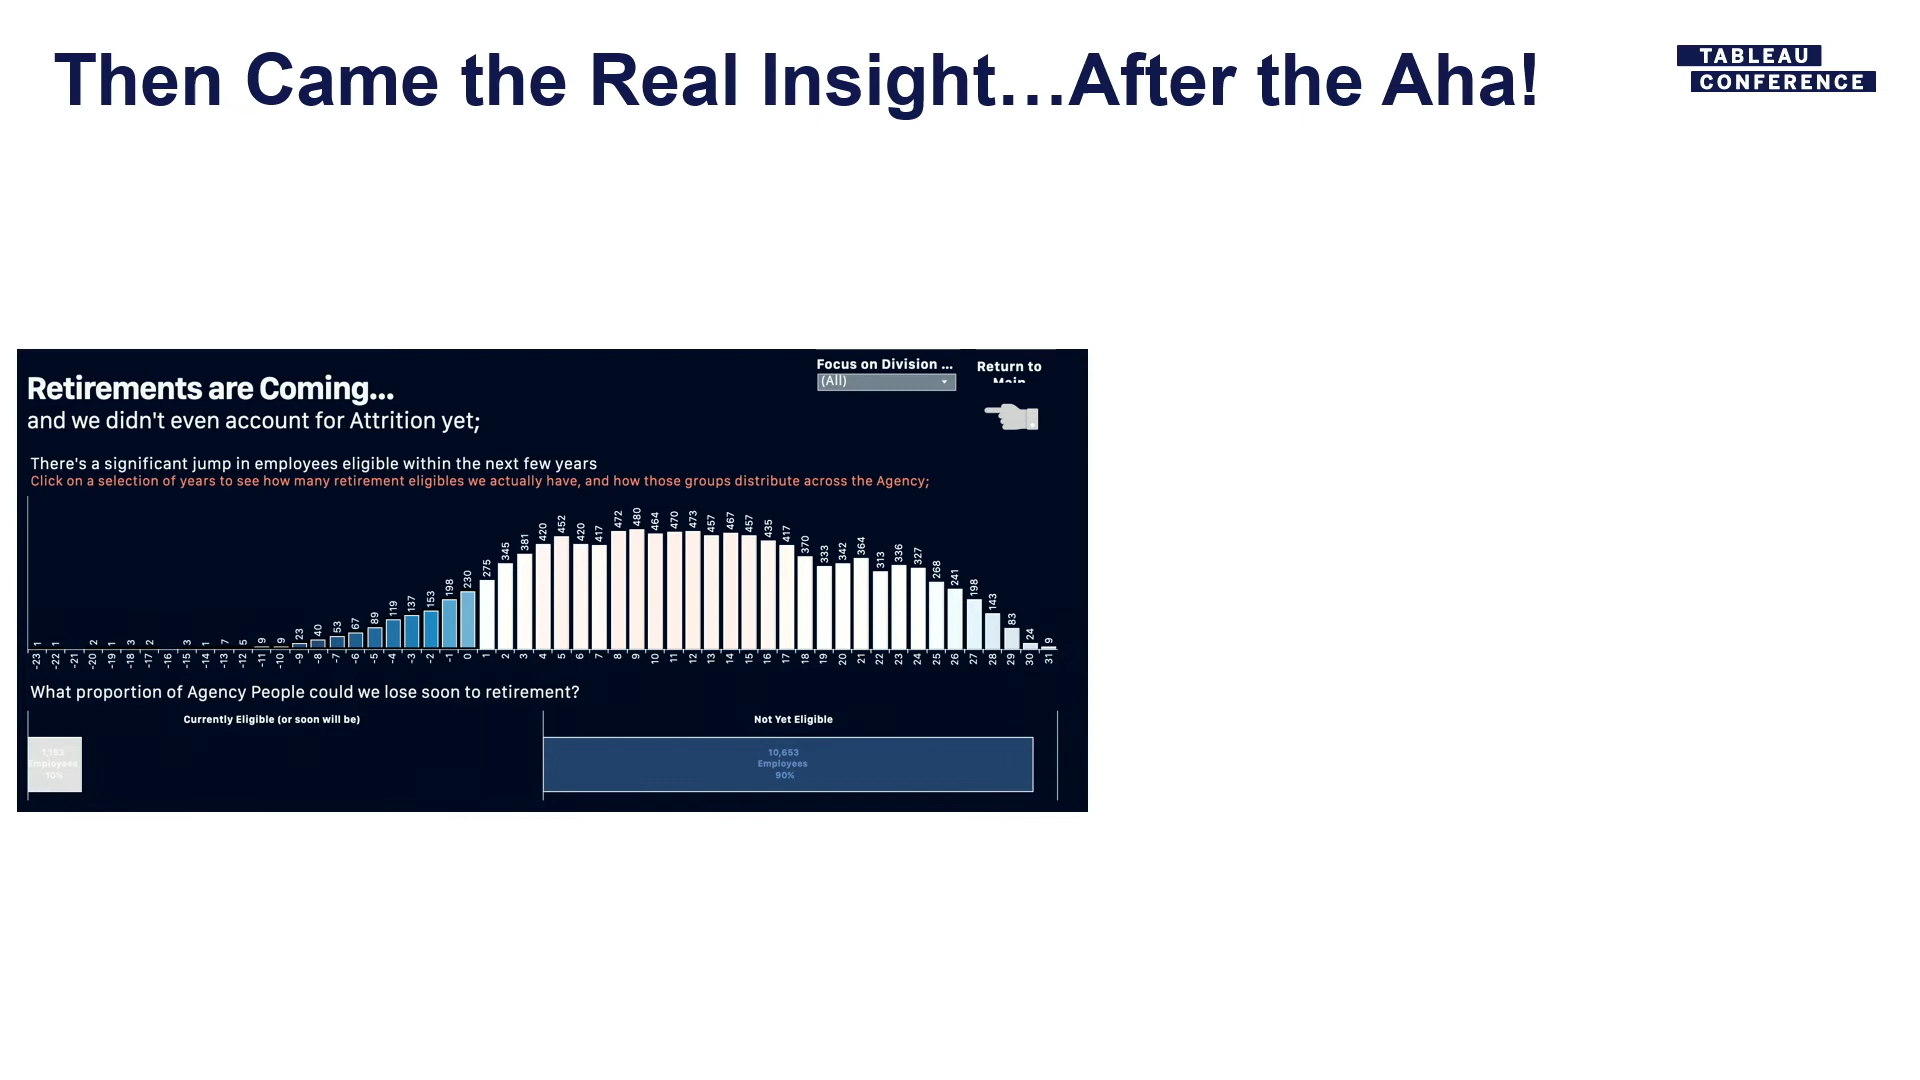 Then Came the Real Insight…After the Aha!
TABLEAU
CONFERENCE
Focus on Division ...
(All)
Return to
Main
Retirements are Coming...
and we didn't even account for Attrition yet;
There's a significant jump in employees eligible within the next few years
Click on a selection of years to see how many retirement eligibles we actually have, and how those groups distribute across the Agency;
1 1 2 1 3 2 3 1 7 5 9 9 23 40 53 67 89 119 137 153 198 230 275 345 381 420 452 420 417 472 480 464 470 473 457 467 457 435 417 370 333 342 364 313 336 327 268 241 198 143 83 24 9
-23 -22 -21 -20 -19 -18 -17 -16 -15 -14 -13 -12 -11 -10 -9 -8 -7 -6 -5 -4 -3 -2 -1 0 1 2 3 4 5 6 7 8 9 10 11 12 13 14 15 16 17 18 19 20 21 22 23 24 25 26 27 28 29 30 31
What proportion of Agency People could we lose soon to retirement?
Currently Eligible (or soon will be)
Not Yet Eligible
1,153
Employees
10%
10,653
Employees
90%